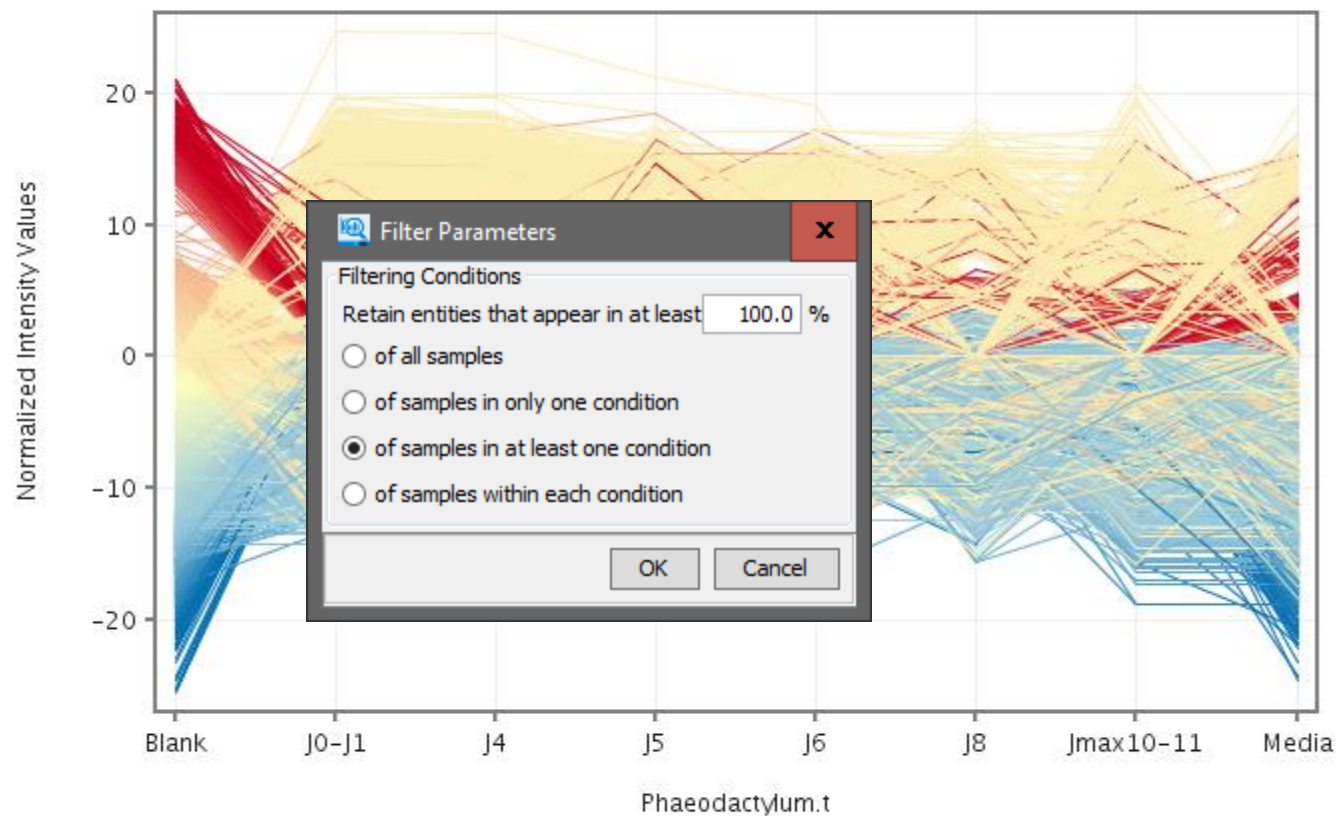 20
10
0
-10
-20
Normalized Intensity Values
Filter Parameters
x
Filtering Conditions
Retain entities that appear in at least 100.0 %
of all samples
of samples in only one condition
of samples in at least one condition
of samples within each condition
OK Cancel
Blank J0-J1 J4 J5 J6 J8 Jmax10-11 Media
Phaeodactylum.t